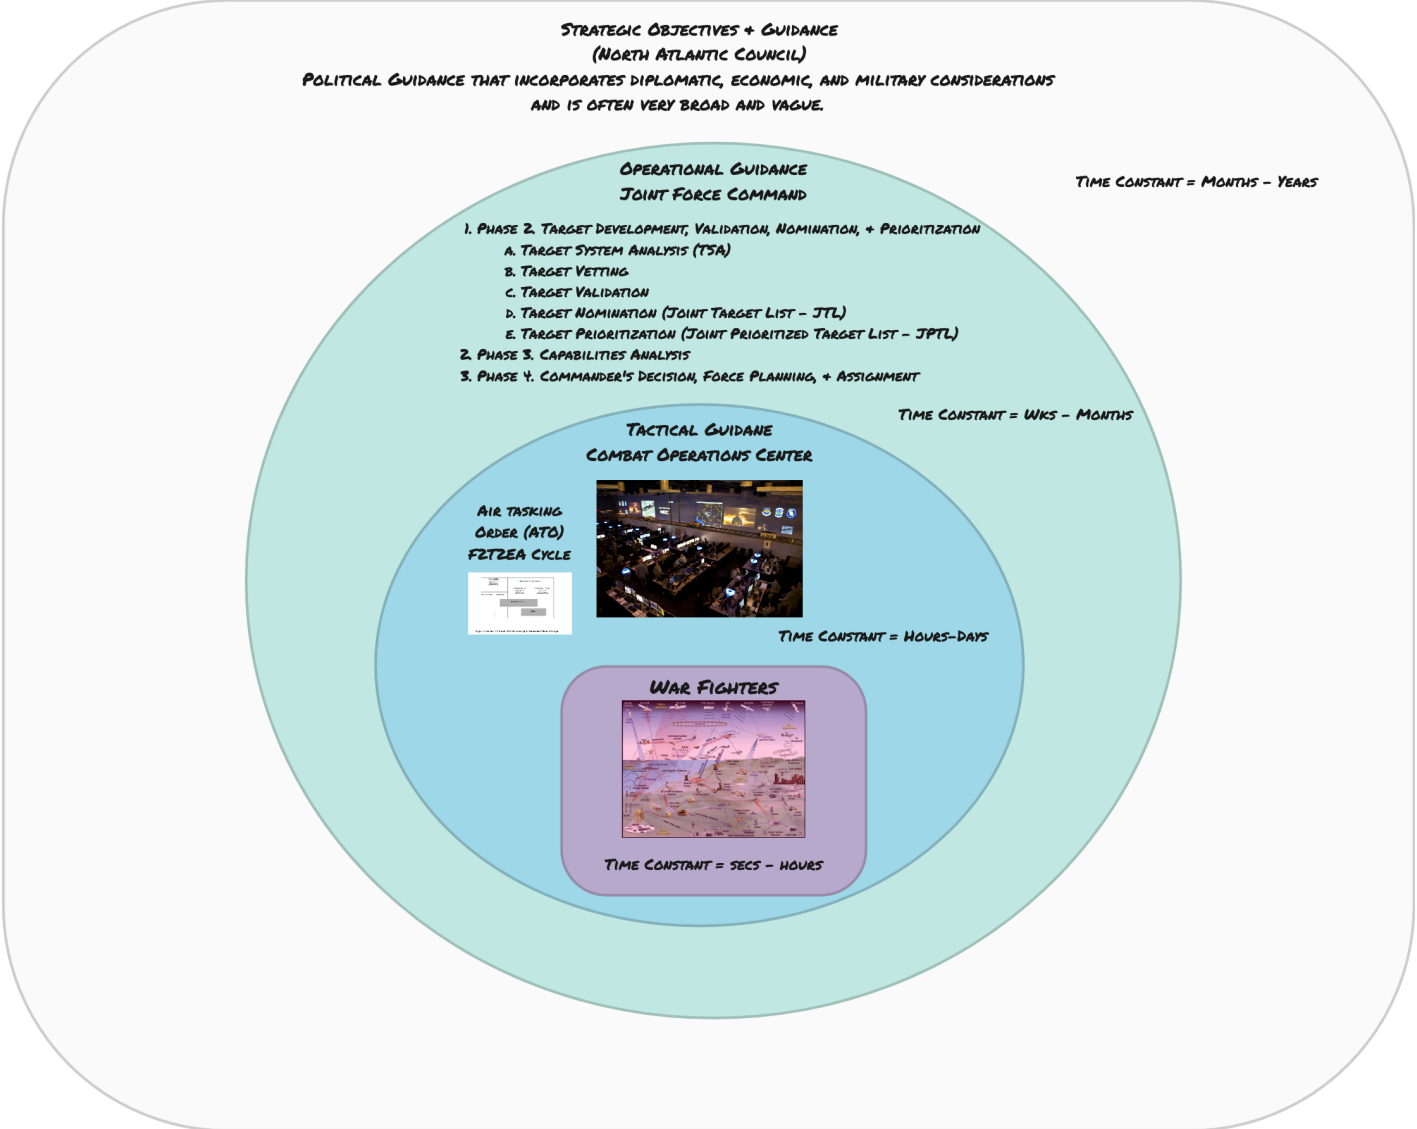 Strategic Objectives + Guidance
(North Atlantic Council)
Political Guidance that incorporates diplomatic, economic, and military considerations
and is often very broad and vague.
Time Constant = Months - Years
Operational Guidance
Joint Force Command
1. Phase 2. Target Development, Validation, Nomination, + Prioritization
a. Target System Analysis (TSA)
b. Target Vetting
c. Target Validation
d. Target Nomination (Joint Target List - JTL)
e. Target Prioritization (Joint Prioritized Target List - JPTL)
2. Phase 3. Capabilities Analysis
3. Phase 4. Commander's Decision, Force Planning, + Assignment
Time Constant = Wks - Months
Tactical Guidane
Combat Operations Center
Air tasking
Order (ATO)
F2T2EA Cycle
Time Constant = Hours-Days
War Fighters
Time Constant = secs - hours